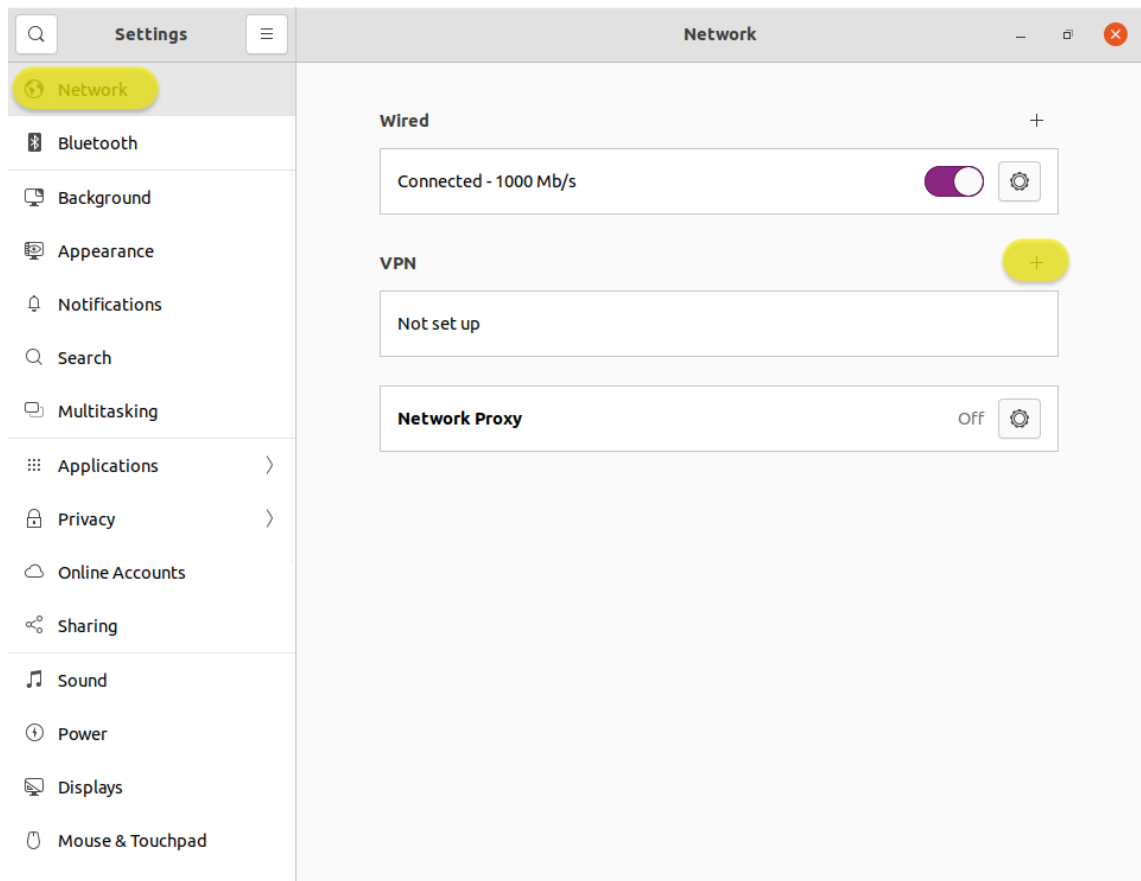 Settings
Network
Network
Bluetooth
Background
Appearance
Notifications
Search
Multitasking
Applications
Privacy
Online Accounts
Sharing
Sound
Power
Displays
Mouse & Touchpad
Wired
Connected - 1000 Mb/s
VPN
Not set up
Network Proxy Off